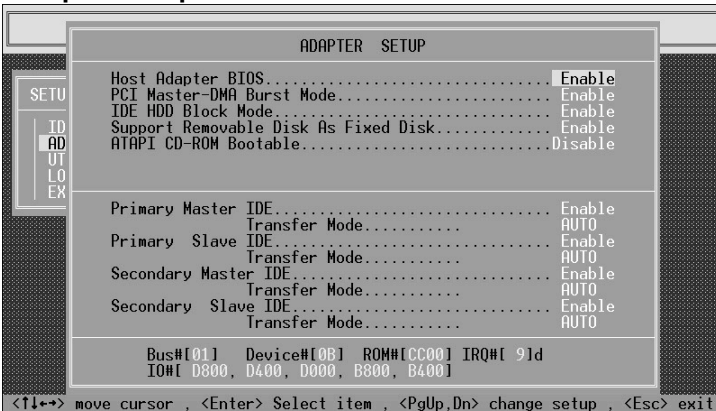 ADAPTER SETUP
Host Adapter BIOS................................. Enable
PCI Master-DMA Burst Mode......................... Enable
IDE HDD Block Mode................................ Enable
Support Removable Disk As Fixed Disk.............. Enable
ATAPI CD-ROM Bootable.............................Disable
SETU
ID
AD
UT
LO
EX
Primary Master IDE................................. Enable
Transfer Mode........... AUTO
Primary Slave IDE................................. Enable
Transfer Mode........... AUTO
Secondary Master IDE............................... Enable
Transfer Mode........... AUTO
Secondary Slave IDE............................... Enable
Transfer Mode........... AUTO
Bus#[01] Device#[0B] ROM#[CC00] IRQ#[ 9]d
IO#[ D800, D400, D000, B800, B400]
<↑↓←→> move cursor , <Enter> Select item , <PgUp,Dn> change setup , <Esc> exit